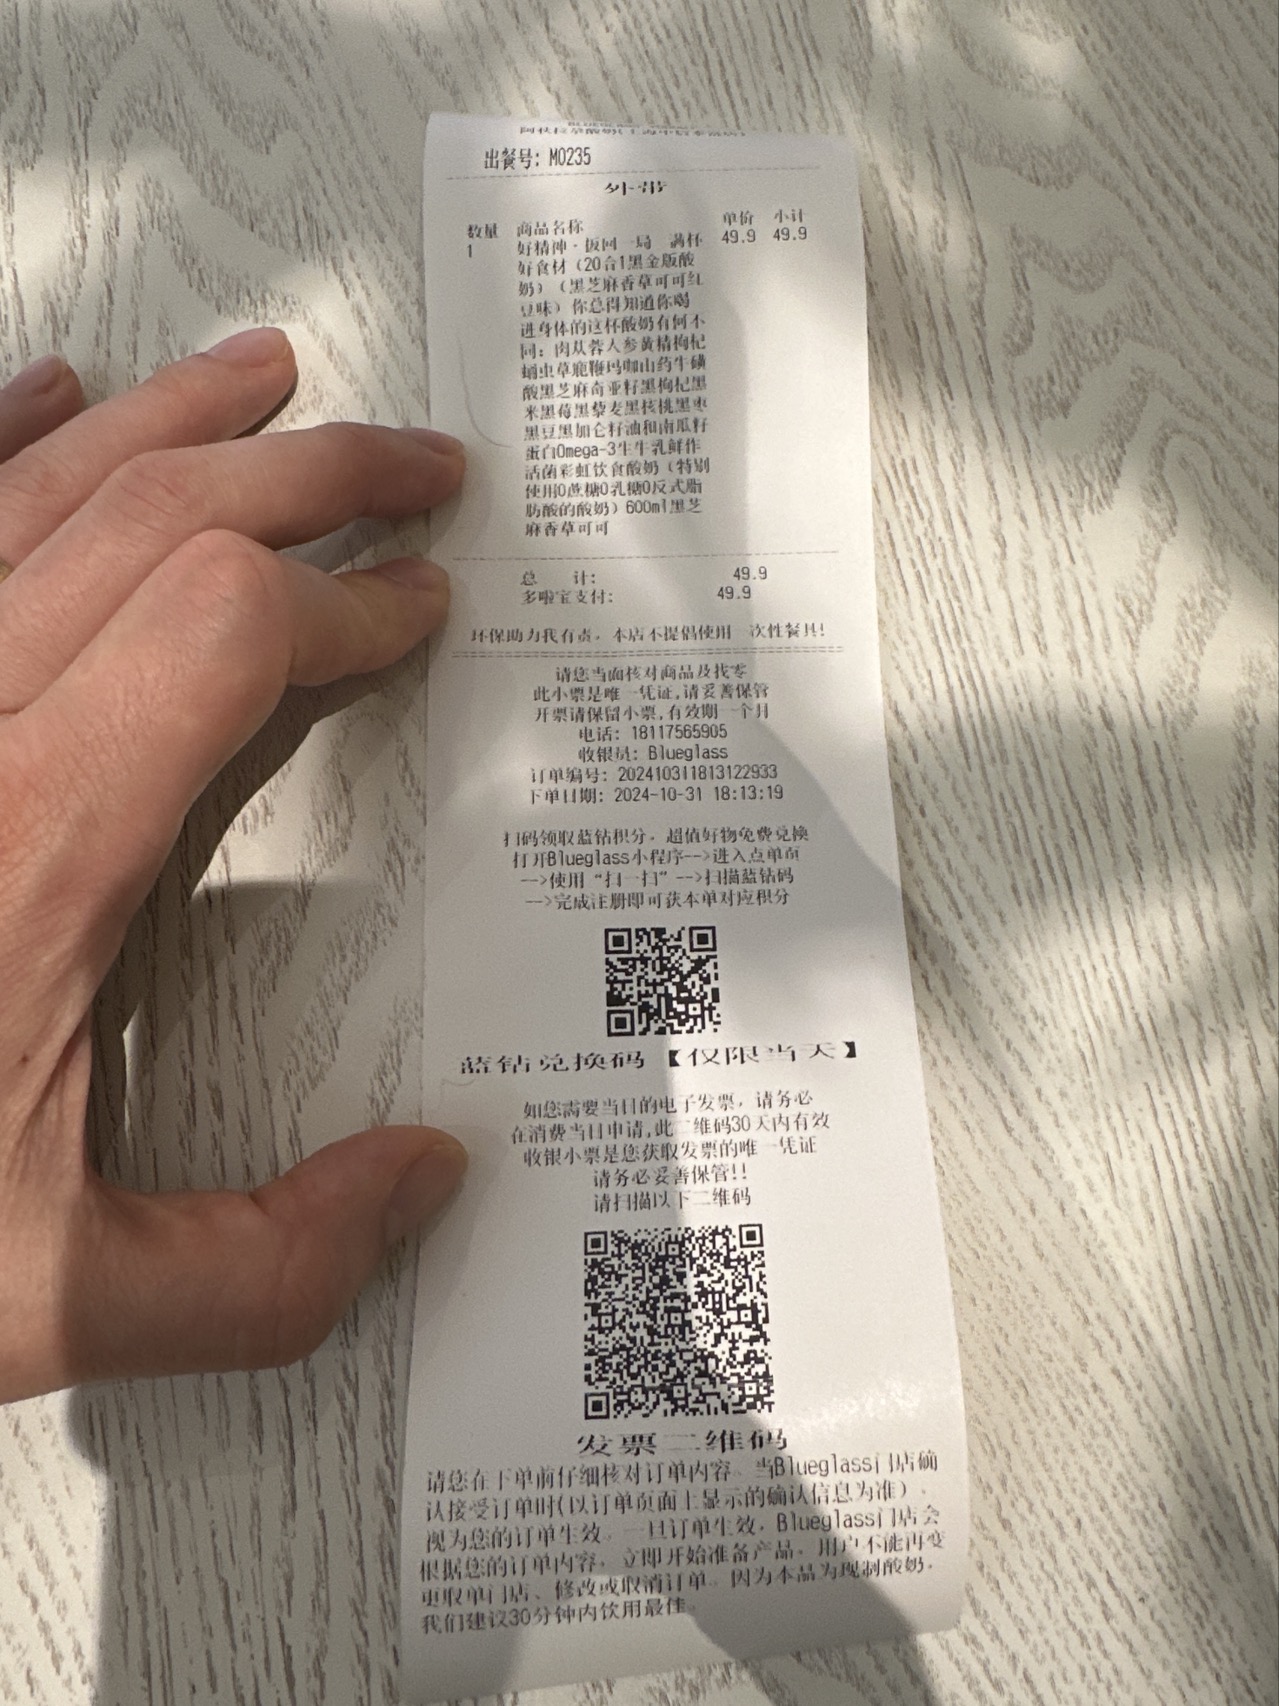 出餐号: M0235
外带
数量 商品名称 单价 小计
1 好精神·扳回一局 满杯 49.9 49.9
好食材（20合1黑金版酸
奶）（黑芝麻香草可可红
豆味）你总得知道你喝
进身体的这杯酸奶有何不
同：肉苁蓉人参黄精枸杞
蛹虫草鹿鞭玛咖山药牛磺
酸黑芝麻奇亚籽黑枸杞黑
米黑莓黑藜麦黑核桃黑枣
黑豆黑加仑籽油和南瓜籽
蛋白Omega-3生牛乳鲜作
活菌彩虹饮食酸奶（特别
使用0蔗糖0乳糖0反式脂
肪酸的酸奶）600ml黑芝
麻香草可可
总 计: 49.9
多啦宝支付: 49.9
环保助力我有责，本店不提倡使用一次性餐具!
请您当面核对商品及找零
此小票是唯一凭证,请妥善保管
开票请保留小票,有效期一个月
电话: 18117565905
收银员: Blueglass
订单编号: 202410311813122933
下单日期: 2024-10-31 18:13:19
扫码领取蓝钻积分，超值好物免费兑换
打开Blueglass小程序-->进入点单页
-->使用“扫一扫”-->扫描蓝钻码
-->完成注册即可获本单对应积分
蓝钻兑换码【仅限当天】
如您需要当日的电子发票，请务必
在消费当日申请,此二维码30天内有效
收银小票是您获取发票的唯一凭证
请务必妥善保管!!
请扫描以下二维码
发票二维码
请您在下单前仔细核对订单内容。当Blueglass门店确
认接受订单时(以订单页面上显示的确认信息为准)，
视为您的订单生效。一旦订单生效，Blueglass门店会
根据您的订单内容，立即开始准备产品，用户不能再变
更取单门店、修改或取消订单。因为本品为现制酸奶，
我们建议30分钟内饮用最佳。